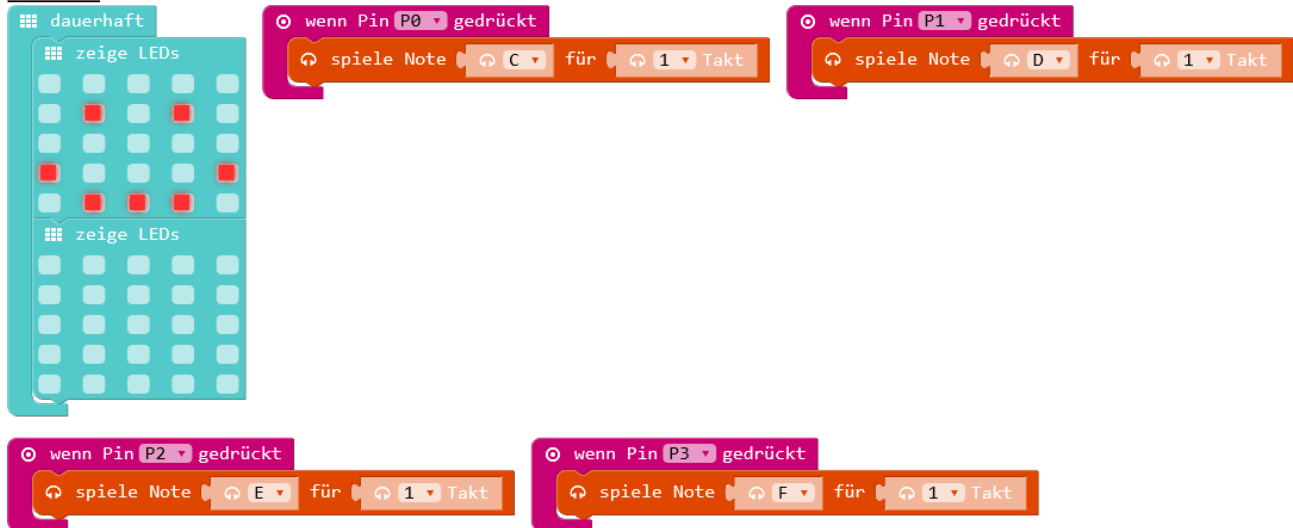 dauerhaft
zeige LEDs
zeige LEDs
wenn Pin P0 gedrückt
spiele Note C für 1 Takt
wenn Pin P1 gedrückt
spiele Note D für 1 Takt
wenn Pin P2 gedrückt
spiele Note E für 1 Takt
wenn Pin P3 gedrückt
spiele Note F für 1 Takt